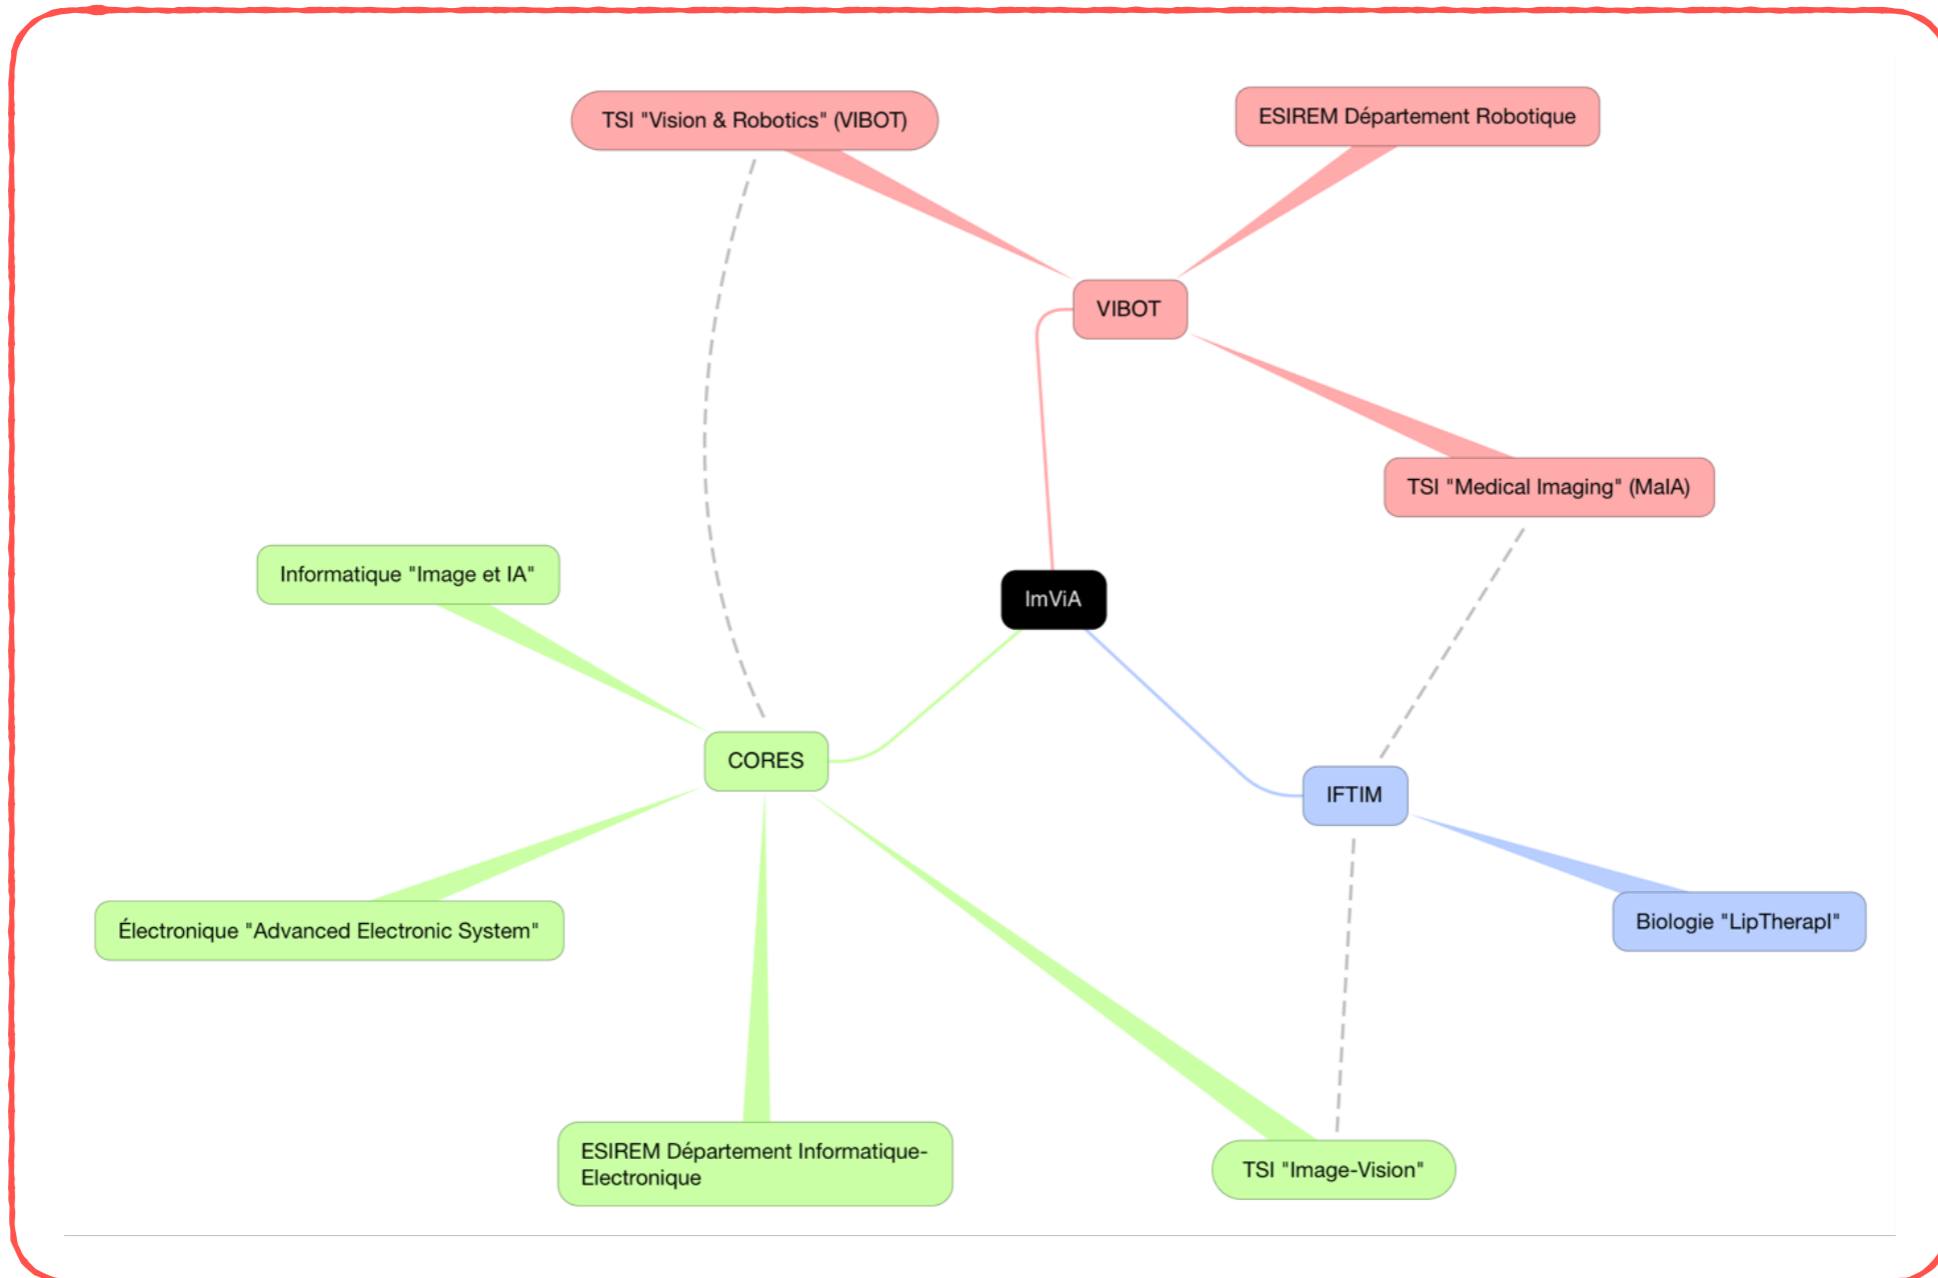 TSI "Vision & Robotics" (VIBOT)
ESIREM Département Robotique
VIBOT
TSI "Medical Imaging" (MaIA)
Informatique "Image et IA"
ImViA
CORES
IFTIM
Électronique "Advanced Electronic System"
Biologie "LipTherapI"
ESIREM Département Informatique-
Electronique
TSI "Image-Vision"